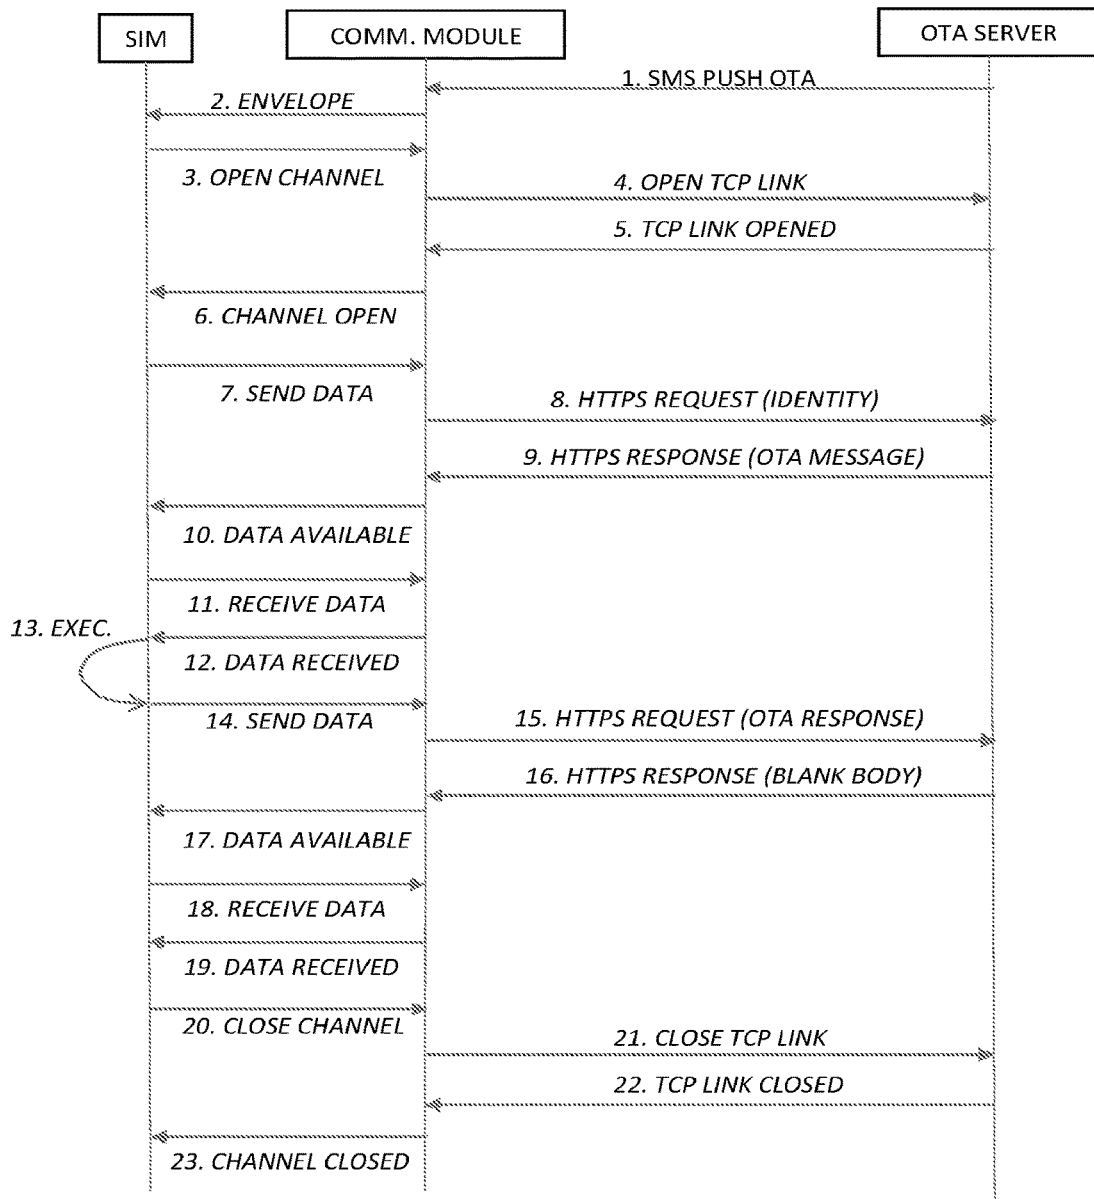 SIM
COMM. MODULE
OTA SERVER
1. SMS PUSH OTA
2. ENVELOPE
3. OPEN CHANNEL
4. OPEN TCP LINK
5. TCP LINK OPENED
6. CHANNEL OPEN
7. SEND DATA
8. HTTPS REQUEST (IDENTITY)
9. HTTPS RESPONSE (OTA MESSAGE)
10. DATA AVAILABLE
11. RECEIVE DATA
13. EXEC.
12. DATA RECEIVED
14. SEND DATA
15. HTTPS REQUEST (OTA RESPONSE)
16. HTTPS RESPONSE (BLANK BODY)
17. DATA AVAILABLE
18. RECEIVE DATA
19. DATA RECEIVED
20. CLOSE CHANNEL
21. CLOSE TCP LINK
22. TCP LINK CLOSED
23. CHANNEL CLOSED